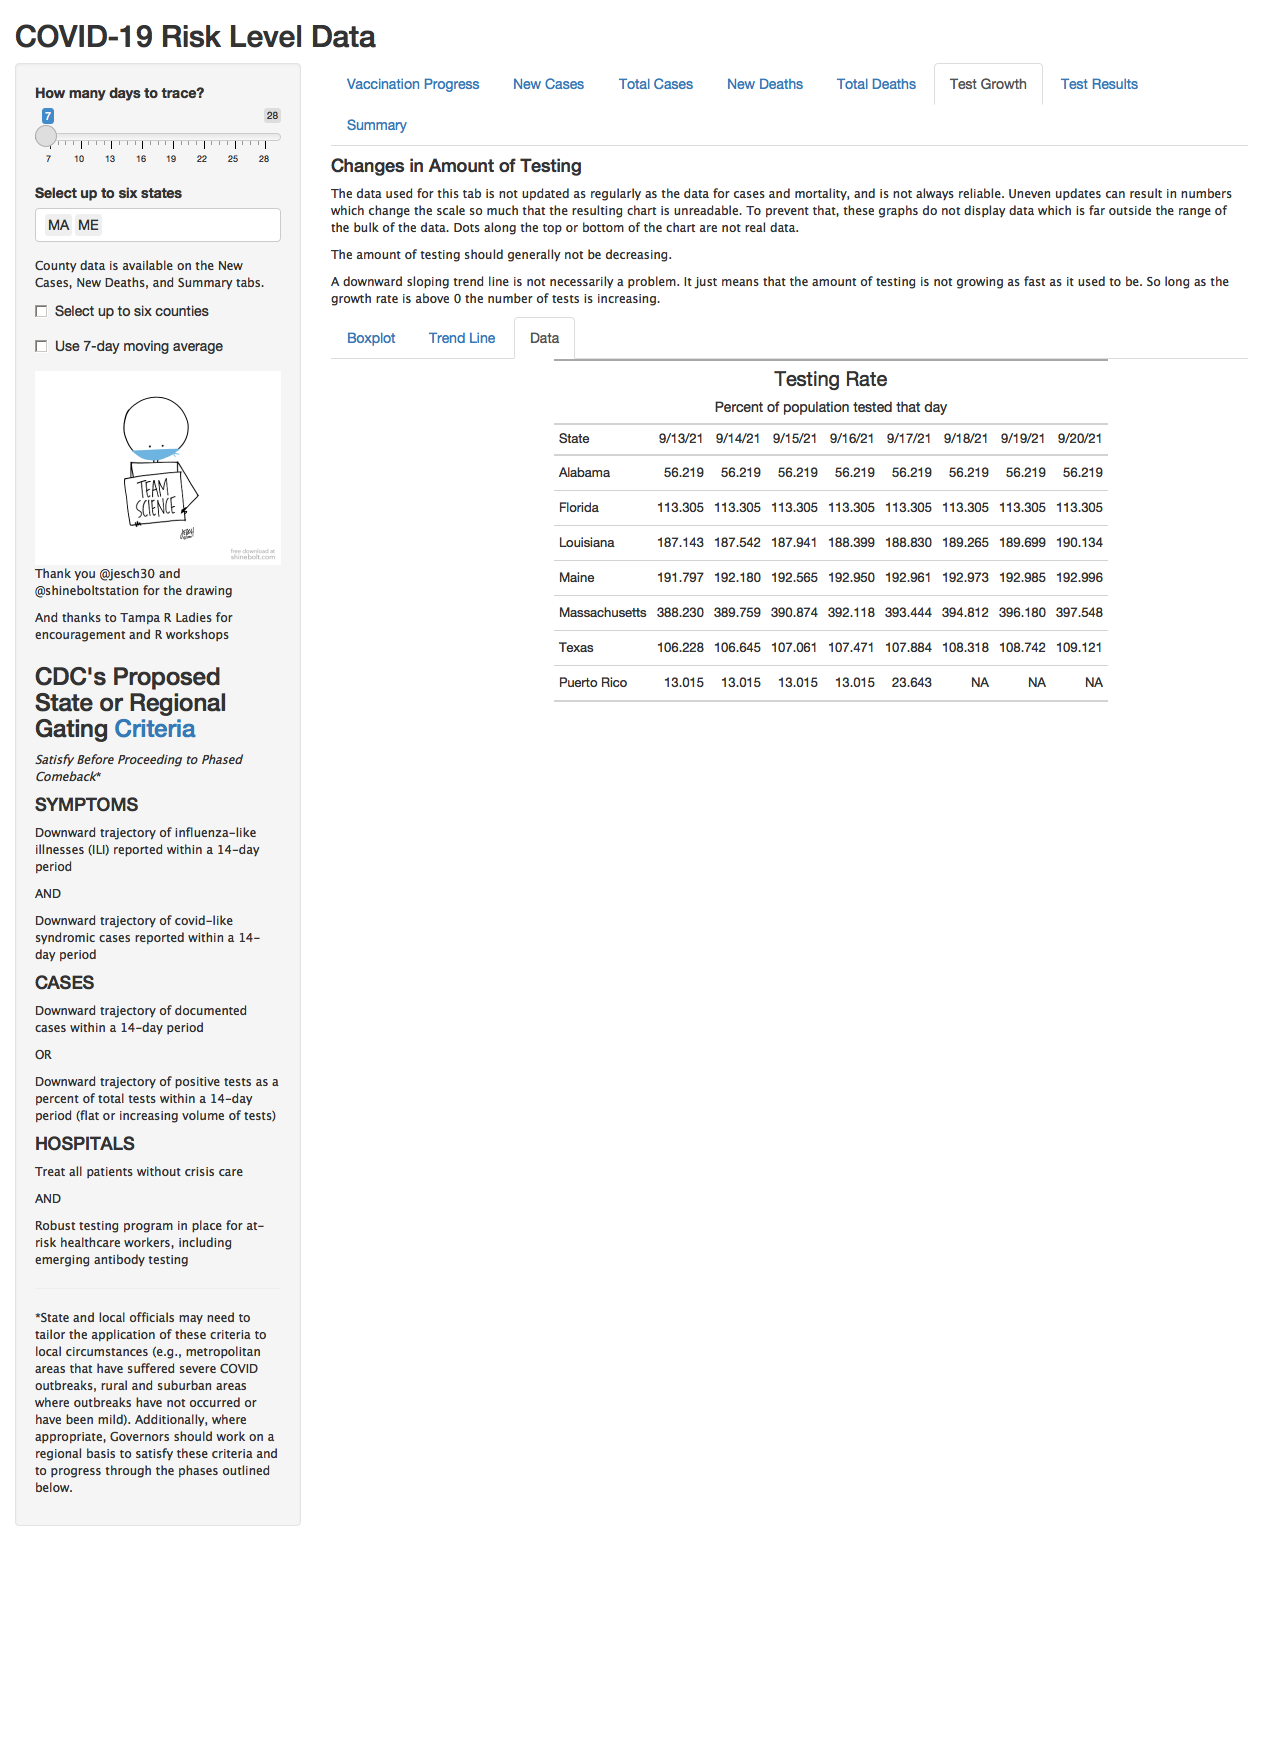 COVID-19 Risk Level Data
How many days to trace?
7 28
7 10 13 16 19 22 25 28
Select up to six states
MA ME
County data is available on the New
Cases, New Deaths, and Summary tabs.
Select up to six counties
Use 7-day moving average
TEAM
SCIENCE
free download at
shinebolt.com
Thank you @jesch30 and
@shineboltstation for the drawing
And thanks to Tampa R Ladies for
encouragement and R workshops
CDC's Proposed
State or Regional
Gating Criteria
Satisfy Before Proceeding to Phased
Comeback*
SYMPTOMS
Downward trajectory of influenza-like
illnesses (ILI) reported within a 14-day
period
AND
Downward trajectory of covid-like
syndromic cases reported within a 14-
day period
CASES
Downward trajectory of documented
cases within a 14-day period
OR
Downward trajectory of positive tests as a
percent of total tests within a 14-day
period (flat or increasing volume of tests)
HOSPITALS
Treat all patients without crisis care
AND
Robust testing program in place for at-
risk healthcare workers, including
emerging antibody testing
*State and local officials may need to
tailor the application of these criteria to
local circumstances (e.g., metropolitan
areas that have suffered severe COVID
outbreaks, rural and suburban areas
where outbreaks have not occurred or
have been mild). Additionally, where
appropriate, Governors should work on a
regional basis to satisfy these criteria and
to progress through the phases outlined
below.
Vaccination Progress New Cases Total Cases New Deaths Total Deaths Test Growth Test Results
Summary
Changes in Amount of Testing
The data used for this tab is not updated as regularly as the data for cases and mortality, and is not always reliable. Uneven updates can result in numbers
which change the scale so much that the resulting chart is unreadable. To prevent that, these graphs do not display data which is far outside the range of
the bulk of the data. Dots along the top or bottom of the chart are not real data.
The amount of testing should generally not be decreasing.
A downward sloping trend line is not necessarily a problem. It just means that the amount of testing is not growing as fast as it used to be. So long as the
growth rate is above 0 the number of tests is increasing.
Boxplot Trend Line Data
Testing Rate
Percent of population tested that day
State 9/13/21 9/14/21 9/15/21 9/16/21 9/17/21 9/18/21 9/19/21 9/20/21
Alabama 56.219 56.219 56.219 56.219 56.219 56.219 56.219 56.219
Florida 113.305 113.305 113.305 113.305 113.305 113.305 113.305 113.305
Louisiana 187.143 187.542 187.941 188.399 188.830 189.265 189.699 190.134
Maine 191.797 192.180 192.565 192.950 192.961 192.973 192.985 192.996
Massachusetts 388.230 389.759 390.874 392.118 393.444 394.812 396.180 397.548
Texas 106.228 106.645 107.061 107.471 107.884 108.318 108.742 109.121
Puerto Rico 13.015 13.015 13.015 13.015 23.643 NA NA NA